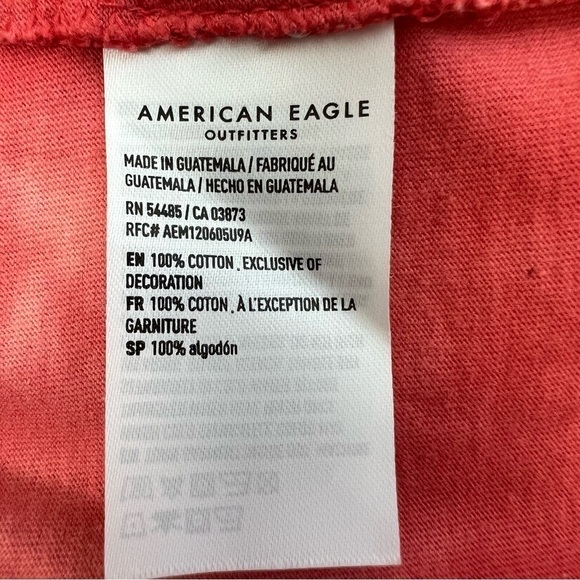 AMERICAN EAGLE
OUTFITTERS
MADE IN GUATEMALA / FABRIQUÉ AU
GUATEMALA / HECHO EN GUATEMALA
RN 54485 / CA 03873
RFC# AEM120605U9A
EN 100% COTTON . EXCLUSIVE OF
DECORATION
FR 100% COTON . À L'EXCEPTION DE LA
GARNITURE
SP 100% algodón